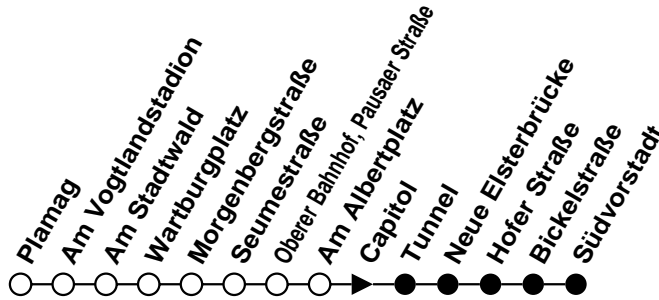 Plamag
Am Vogtlandstadion
Am Stadtwald
Wartburgplatz
Morgenbergstraße
Seumestraße
Oberer Bahnhof, Pausaer Straße
Am Albertplatz
Capitol
Tunnel
Neue Elsterbrücke
Hofer Straße
Bickelstraße
Südvorstadt